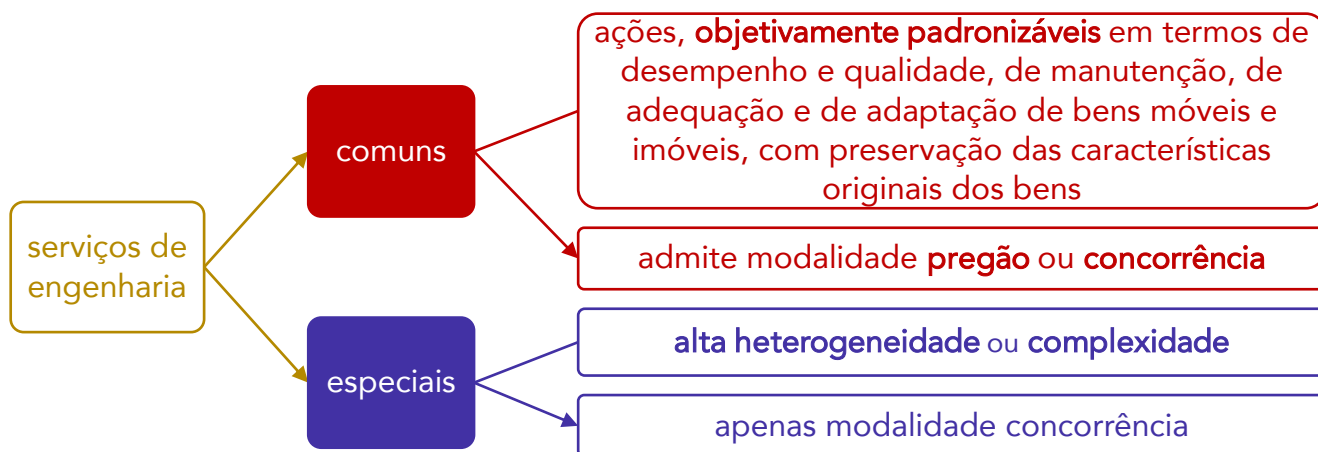 serviços de
engenharia
comuns
ações, objetivamente padronizáveis em termos de
desempenho e qualidade, de manutenção, de
adequação e de adaptação de bens móveis e
imóveis, com preservação das características
originais dos bens
admite modalidade pregão ou concorrência
especiais
alta heterogeneidade ou complexidade
apenas modalidade concorrência